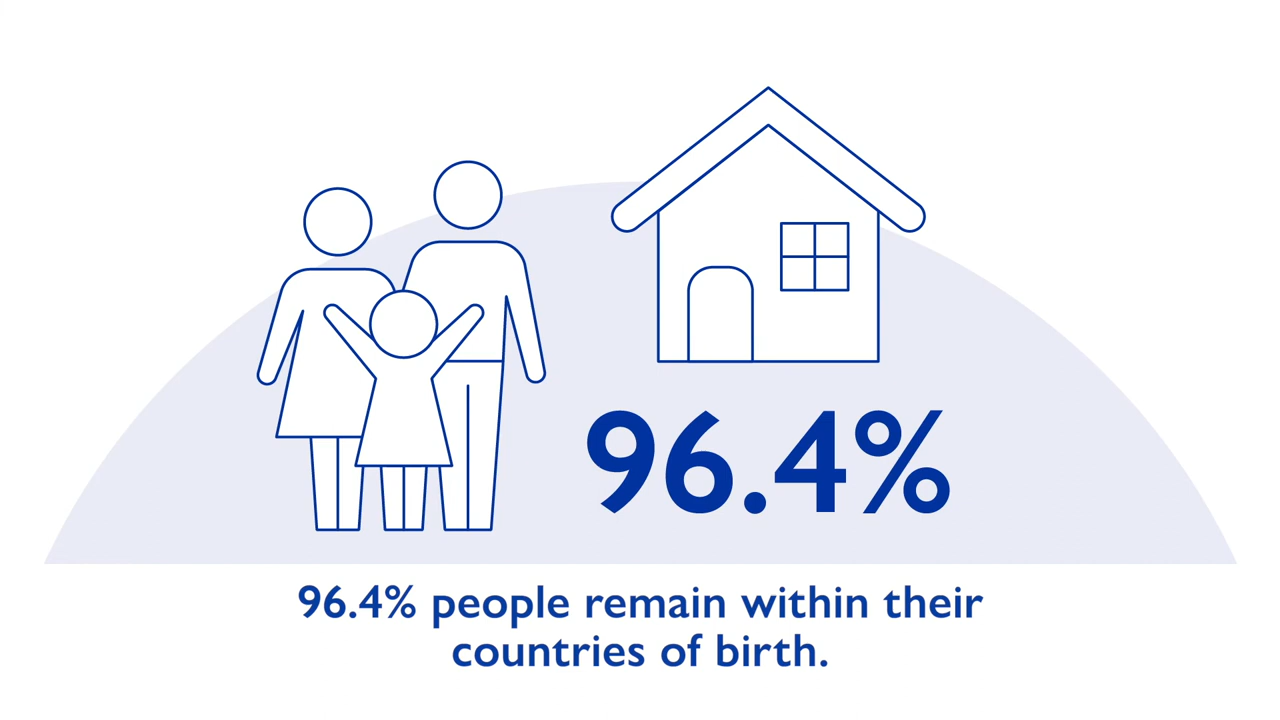 96.4%
96.4% people remain within their
countries of birth.